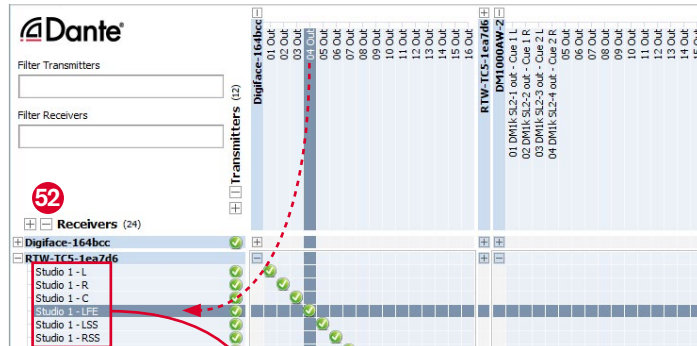 Dante®
Filter Transmitters
Filter Receivers
52
Receivers (24)
Transmitters (12)
Digiface-164bcc
01 Out
02 Out
03 Out
04 Out
05 Out
06 Out
07 Out
08 Out
09 Out
10 Out
11 Out
12 Out
13 Out
14 Out
15 Out
16 Out
RTW-TC5-1ea7d6
DM1000AW-2
01 DM1k SL2-1 out - Cue 1 L
02 DM1k SL2-2 out - Cue 1 R
03 DM1k SL2-3 out - Cue 2 L
04 DM1k SL2-4 out - Cue 2 R
05 Out
06 Out
07 Out
08 Out
09 Out
10 Out
11 Out
12 Out
13 Out
14 Out
Digiface-164bcc
RTW-TC5-1ea7d6
Studio 1 - L
Studio 1 - R
Studio 1 - C
Studio 1 - LFE
Studio 1 - LSS
Studio 1 - RSS